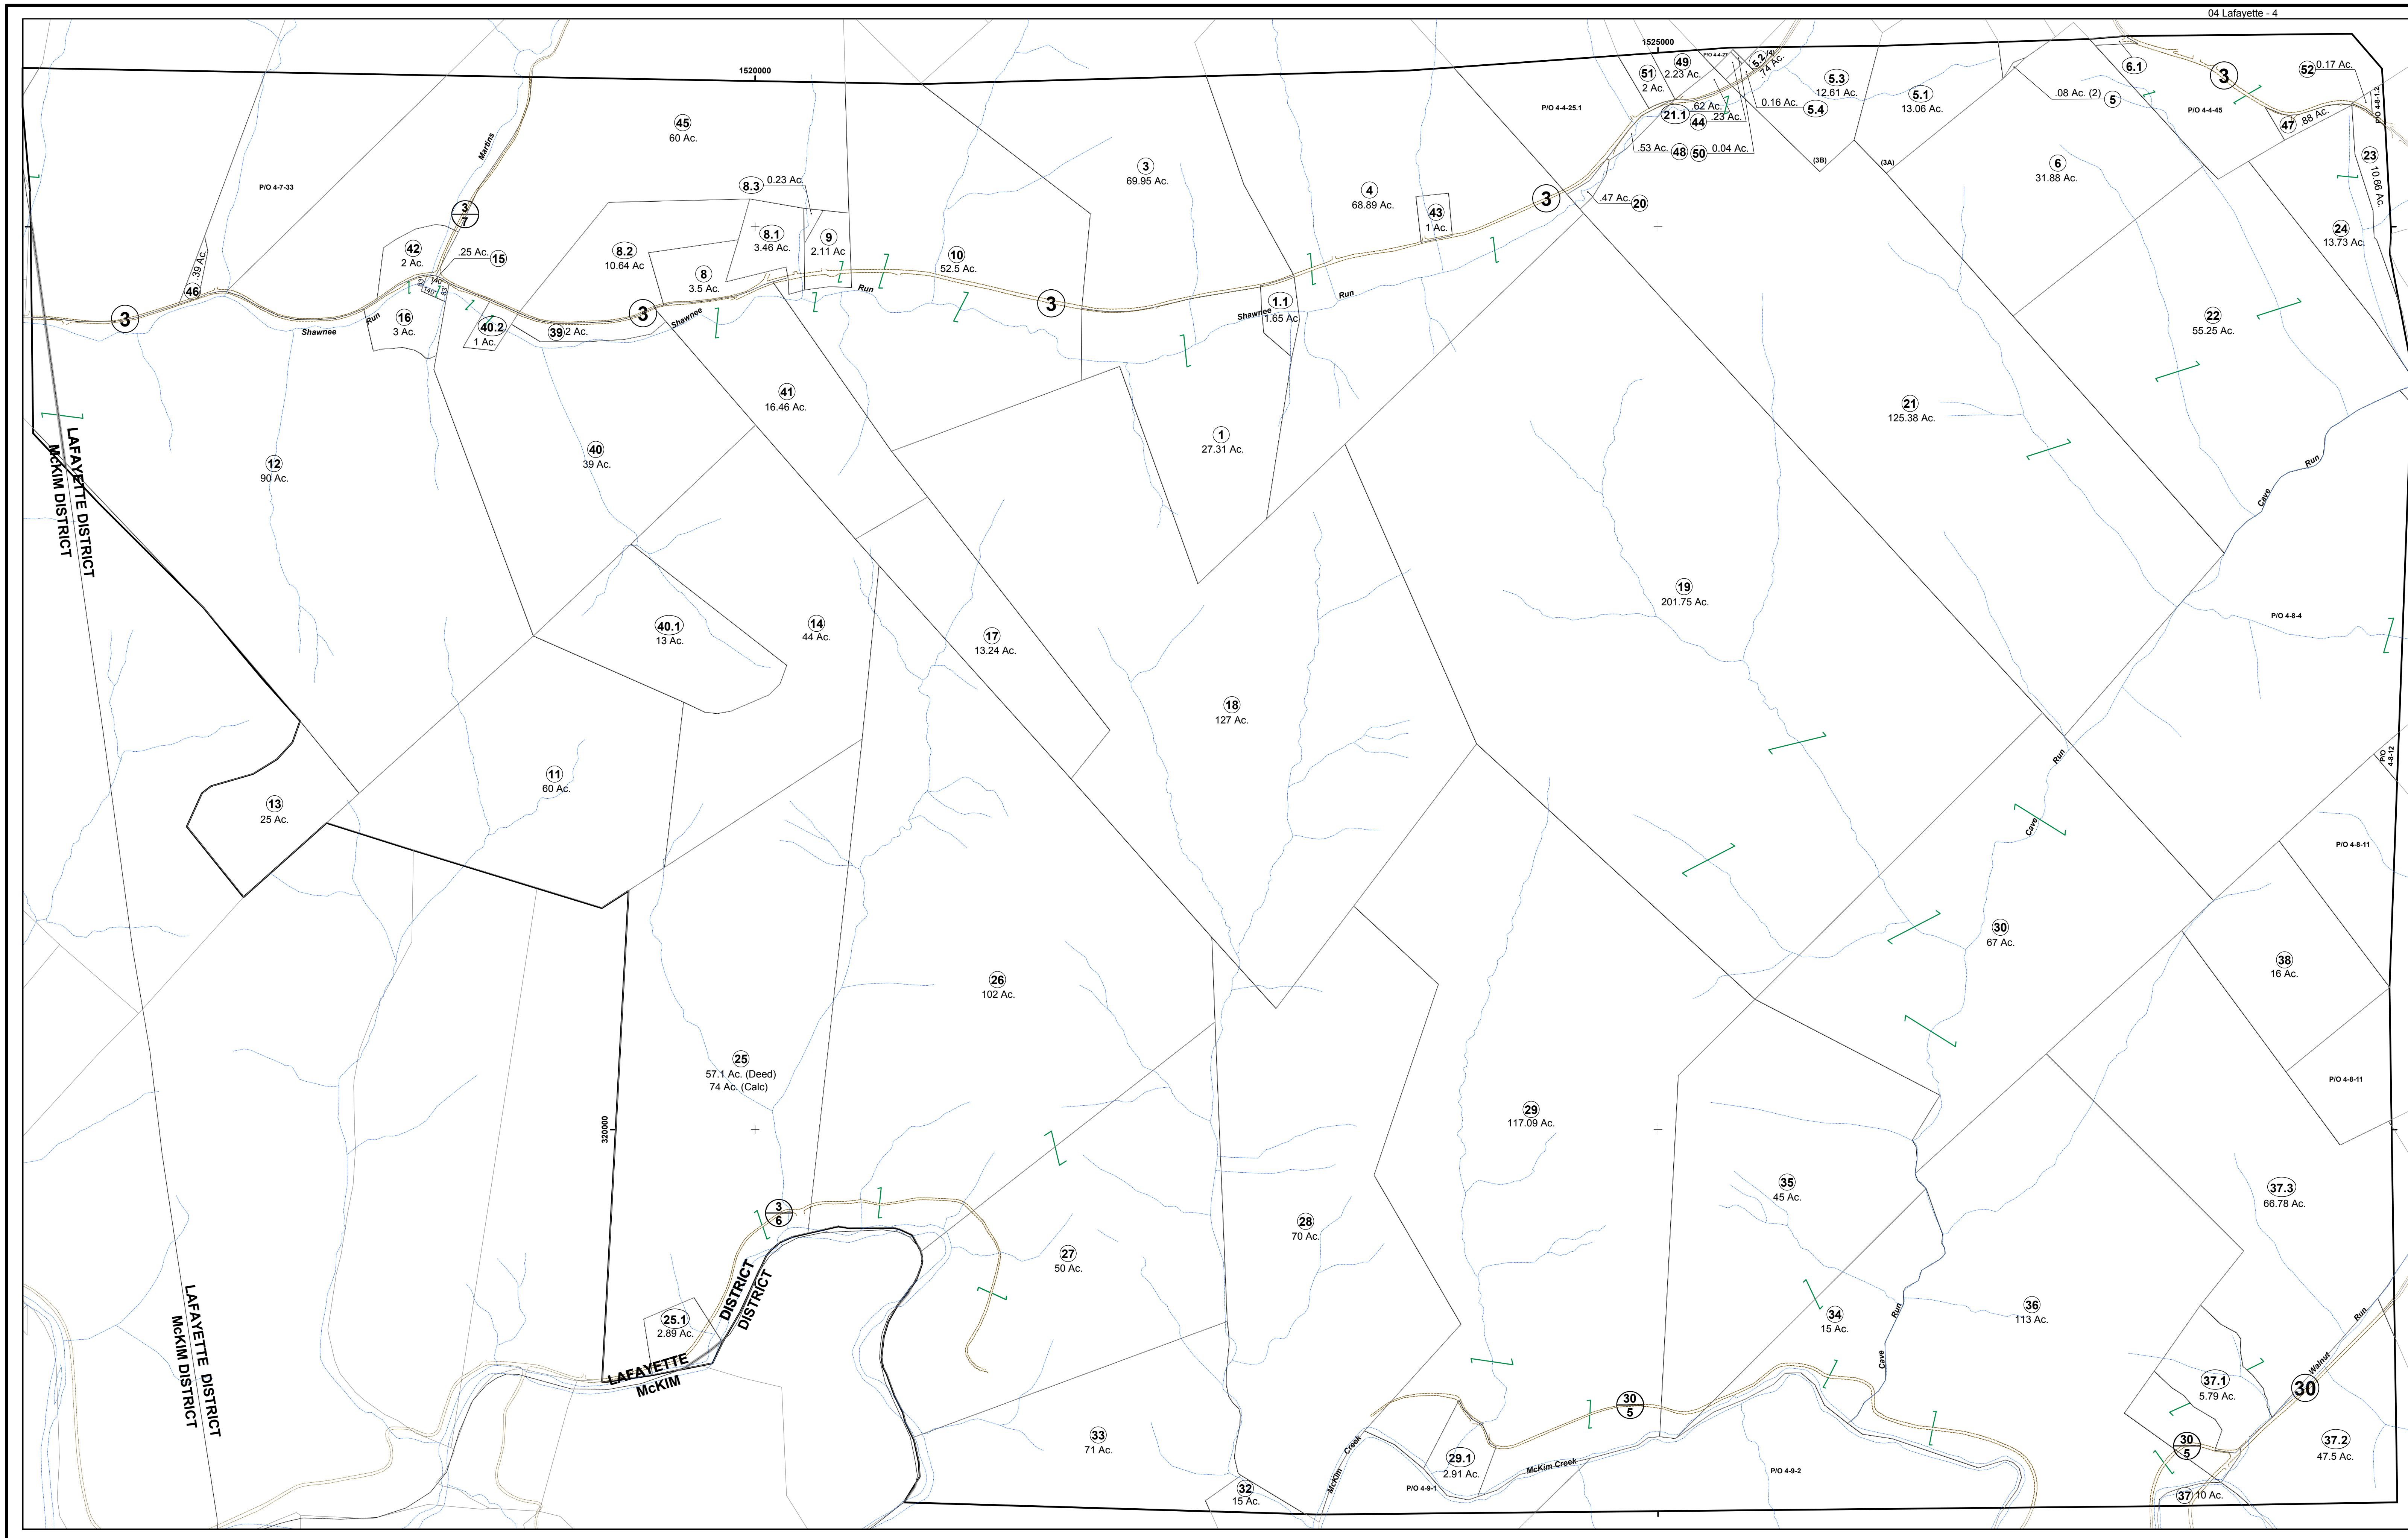 04 Lafayette - 4
1520000
1525000
P/O 4-7-33
Martins
45
60 Ac.
3
69.95 Ac.
P/O 4-4-25.1
51
2 Ac.
49
2.23 Ac.
P/O 4-4-27
5.2
(4)
.74 Ac.
5.3
12.61 Ac.
5.1
13.06 Ac.
.08 Ac. (2)
5
6.1
3
P/O 4-4-45
52
0.17 Ac.
P/O 4-8-1.2
47
.88 Ac.
.62 Ac.
21.1
44
.23 Ac.
0.16 Ac.
5.4
.53 Ac.
48
50
0.04 Ac.
(3B)
(3A)
6
31.88 Ac.
23
10.66 Ac.
24
13.73 Ac.
3
7
42
2 Ac.
.25 Ac.
15
140'
140'
8.3
0.23 Ac.
8.2
10.64 Ac
8.1
3.46 Ac.
9
2.11 Ac
8
3.5 Ac.
10
52.5 Ac.
4
68.89 Ac.
43
1 Ac.
3
.47 Ac.
20
.39 Ac.
46
3
Shawnee
Run
16
3 Ac.
40.2
1 Ac.
39
2 Ac.
3
Shawnee
Run
3
Shawnee
1.1
1.65 Ac
Run
22
55.25 Ac.
41
16.46 Ac.
21
125.38 Ac.
1
27.31 Ac.
LAFAYETTE DISTRICT
McKIM DISTRICT
12
90 Ac.
40
39 Ac.
Run
Cave
19
201.75 Ac.
P/O 4-8-4
40.1
13 Ac.
14
44 Ac.
17
13.24 Ac.
18
127 Ac.
P/O
4-8-12
Run
Cave
11
60 Ac.
13
25 Ac.
P/O 4-8-11
30
67 Ac.
38
16 Ac.
26
102 Ac.
25
57.1 Ac. (Deed)
74 Ac. (Calc)
P/O 4-8-11
320000
29
117.09 Ac.
35
45 Ac.
37.3
66.78 Ac.
3
6
28
70 Ac.
27
50 Ac.
25.1
2.89 Ac.
DISTRICT
DISTRICT
LAFAYETTE
McKIM
LAFAYETTE DISTRICT
McKIM DISTRICT
34
15 Ac.
Run
Cave
36
113 Ac.
Run
Walnut
37.1
5.79 Ac.
30
30
5
33
71 Ac.
29.1
2.91 Ac.
McKim Creek
McKim Creek
P/O 4-9-1
P/O 4-9-2
30
5
37.2
47.5 Ac.
32
15 Ac.
37
10 Ac.